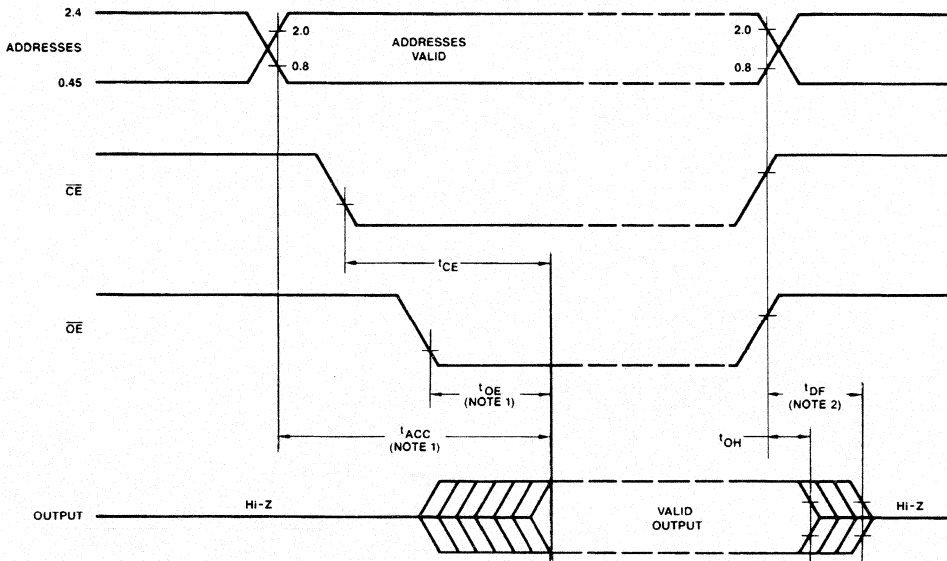 2.4
ADDRESSES
0.45
2.0
0.8
ADDRESSES
VALID
2.0
0.8
CE
tCE
OE
tOE
(NOTE 1)
tACC
(NOTE 1)
tDF
(NOTE 2)
tOH
OUTPUT
Hi-Z
VALID
OUTPUT
Hi-Z